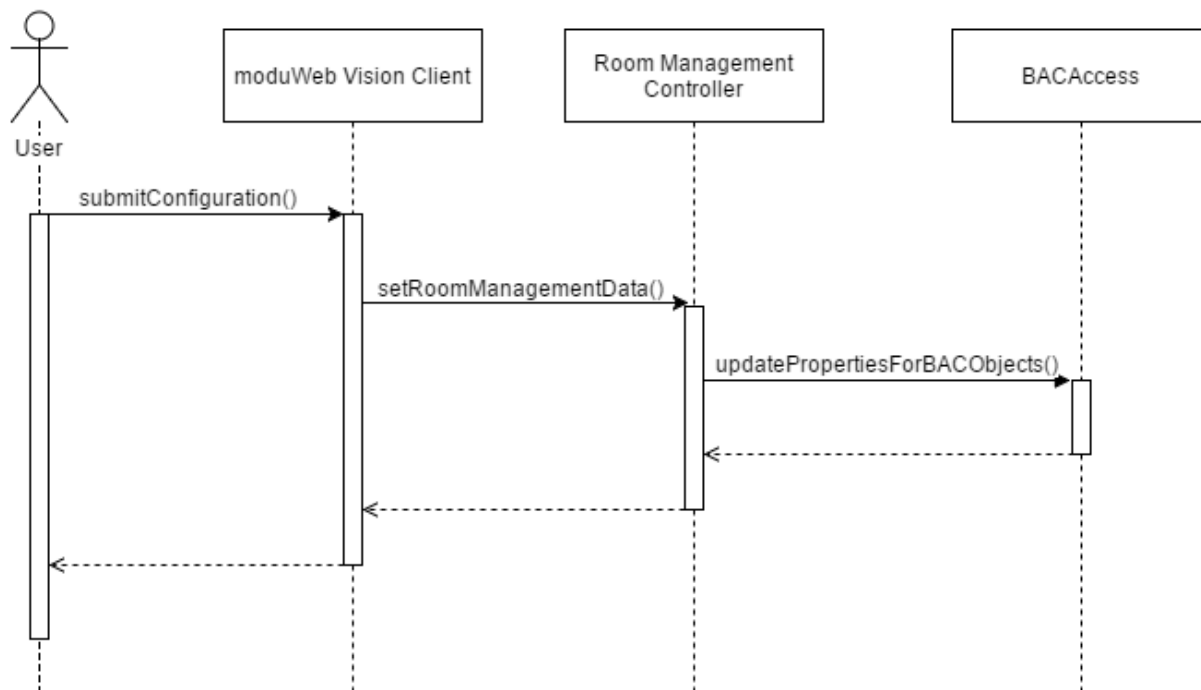 User
moduWeb Vision Client
Room Management
Controller
BACAccess
submitConfiguration()
setRoomManagementData()
updatePropertiesForBACObjects()